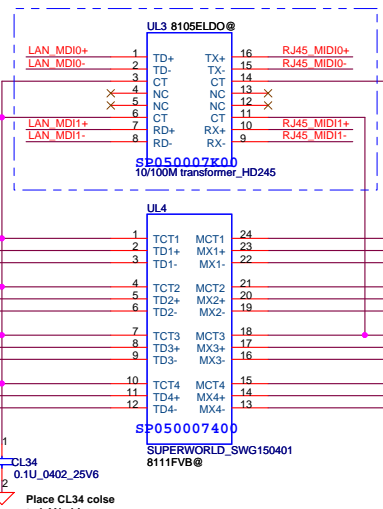 UL3 8105ELDO@
LAN_MDI0+ 1 TD+ TX+ 16 RJ45_MIDI0+
LAN_MDI0- 2 TD- TX- 15 RJ45_MIDI0-
3 CT CT 14
4 NC NC 13
5 NC NC 12
6 CT CT 11
LAN_MDI1+ 7 RD+ RX+ 10 RJ45_MIDI1+
LAN_MDI1- 8 RD- RX- 9 RJ45_MIDI1-
SP050007K00
10/100M transformer_HD245
UL4
1 TCT1 MCT1 24
2 TD1+ MX1+ 23
3 TD1- MX1- 22
4 TCT2 MCT2 21
5 TD2+ MX2+ 20
6 TD2- MX2- 19
7 TCT3 MCT3 18
8 TD3+ MX3+ 17
9 TD3- MX3- 16
10 TCT4 MCT4 15
11 TD4+ MX4+ 14
12 TD4- MX4- 13
SP050007400
SUPERWORLD_SWG150401
8111FVB@
1
CL34
0.1U_0402_25V6
2
Place CL34 colse